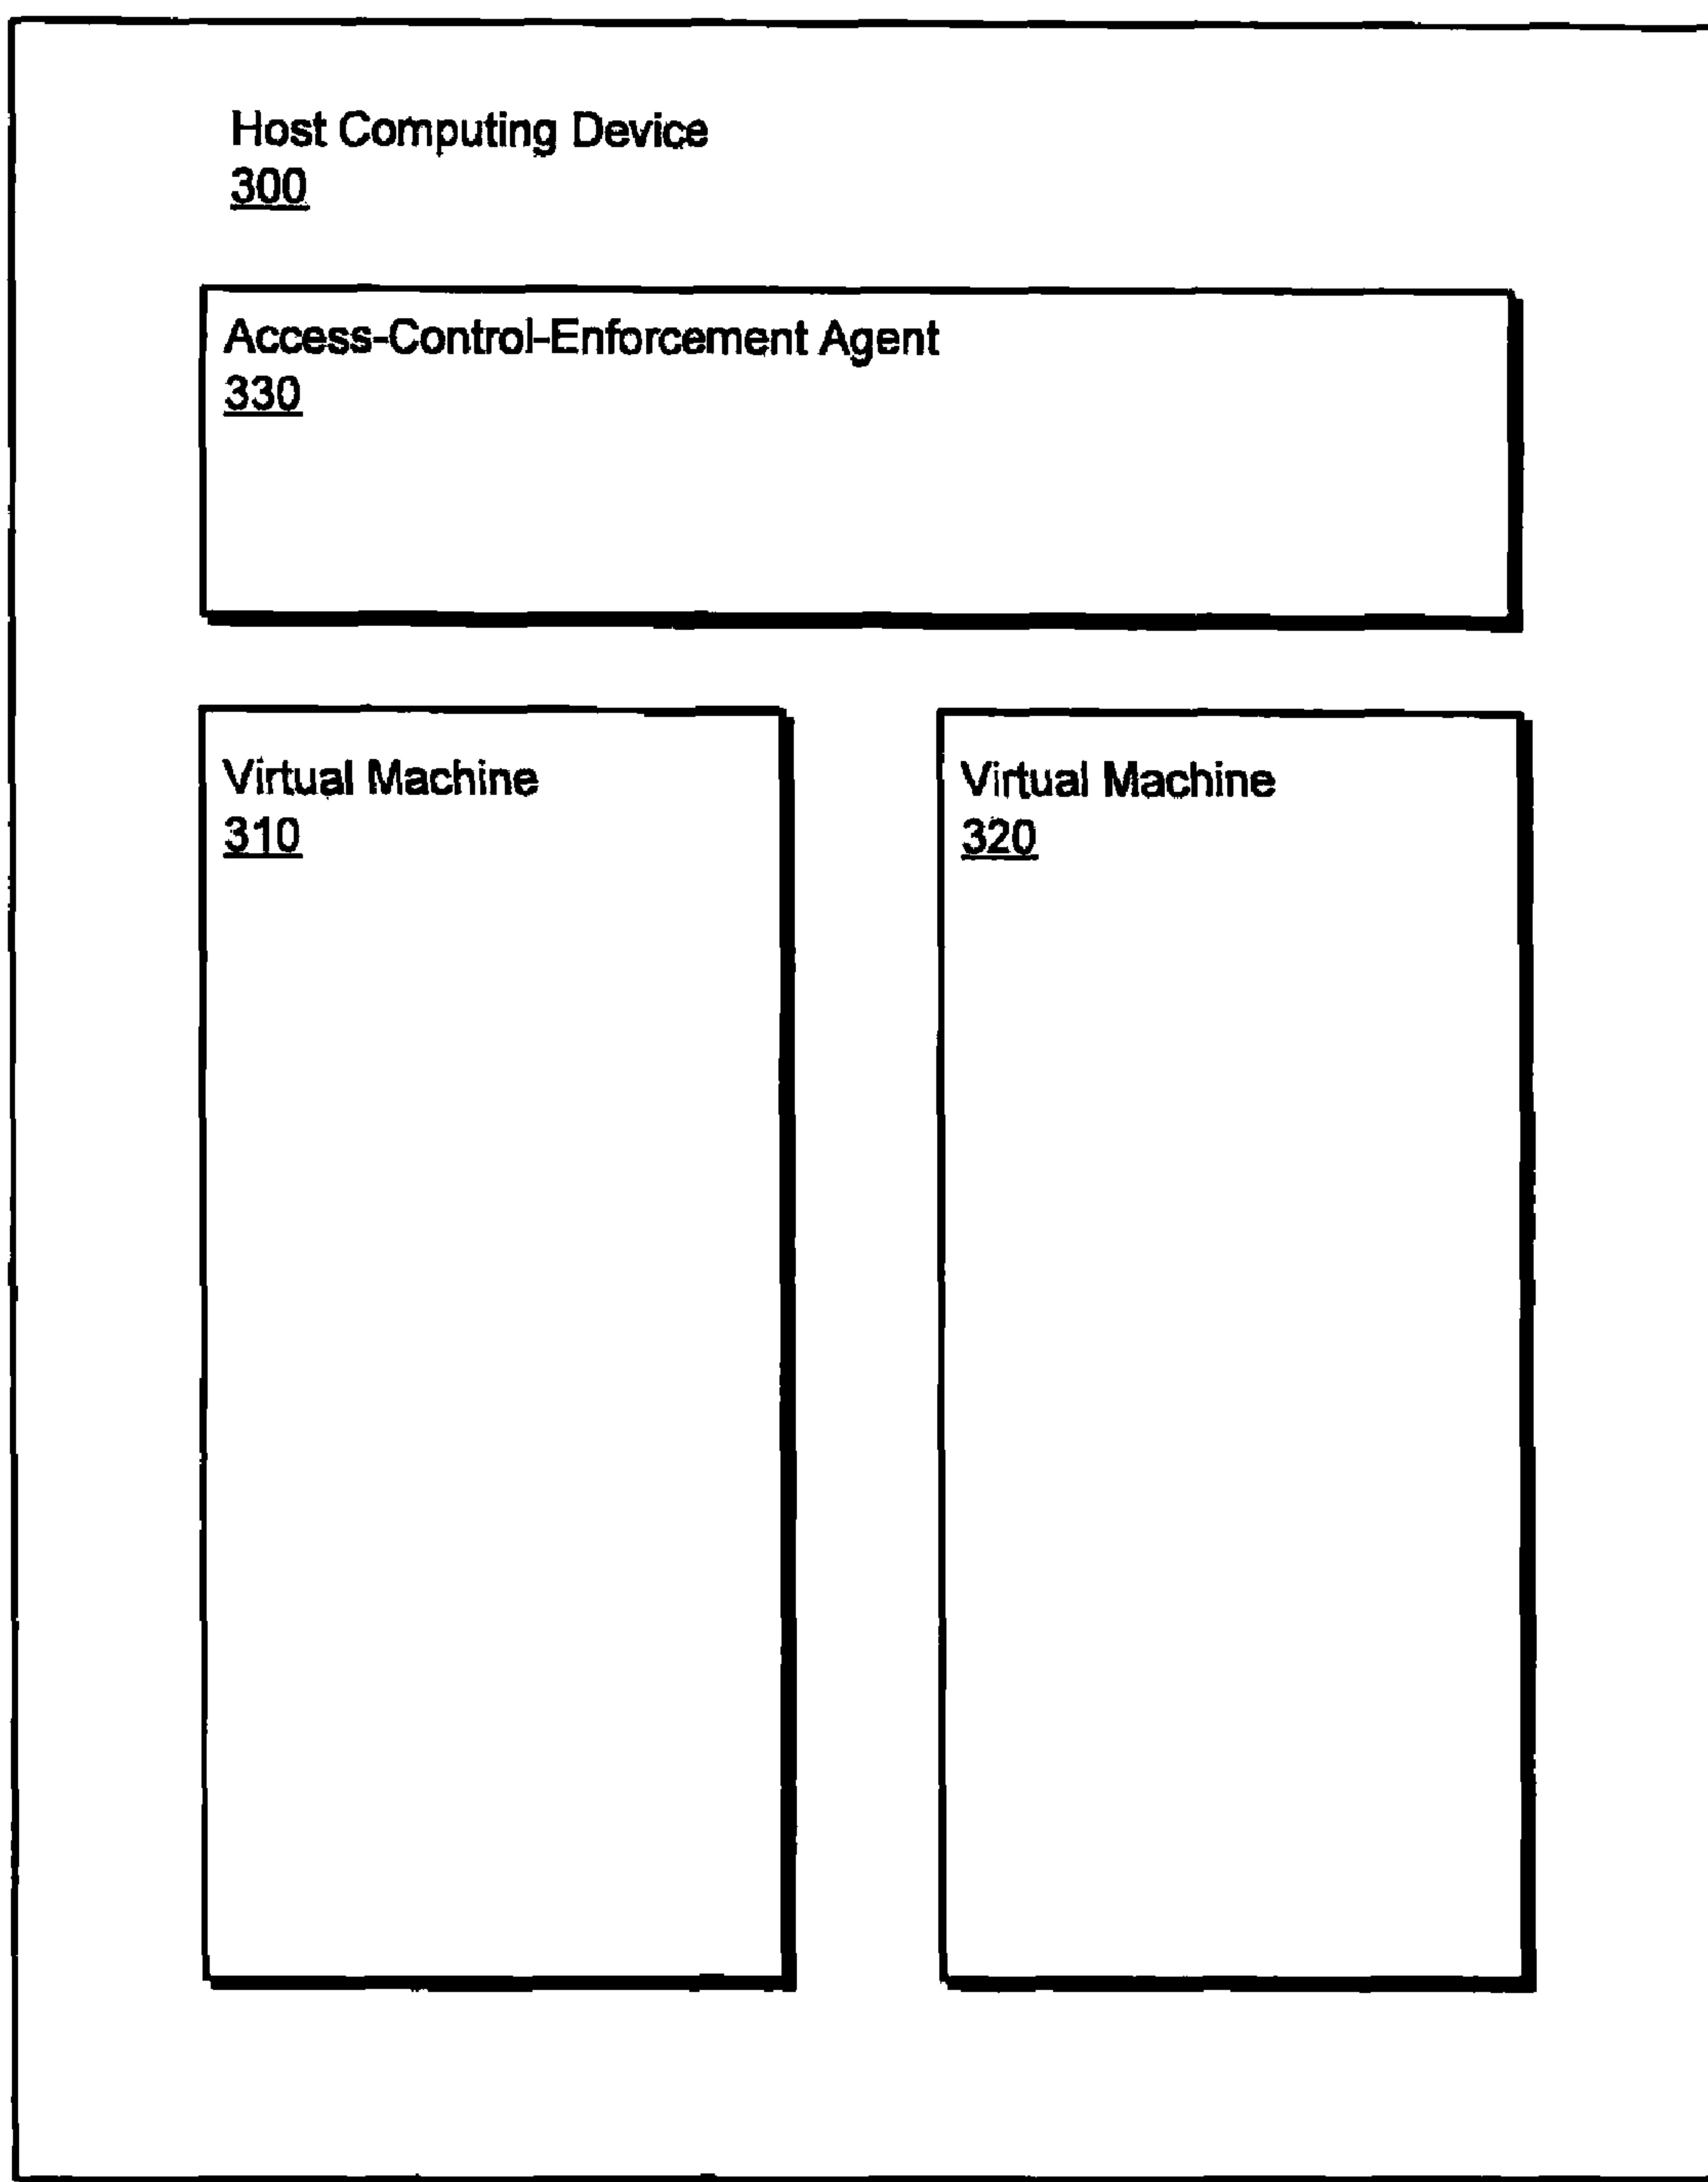 Host Computing Device
300
Access-Control-Enforcement Agent
330
Virtual Machine
310
Virtual Machine
320